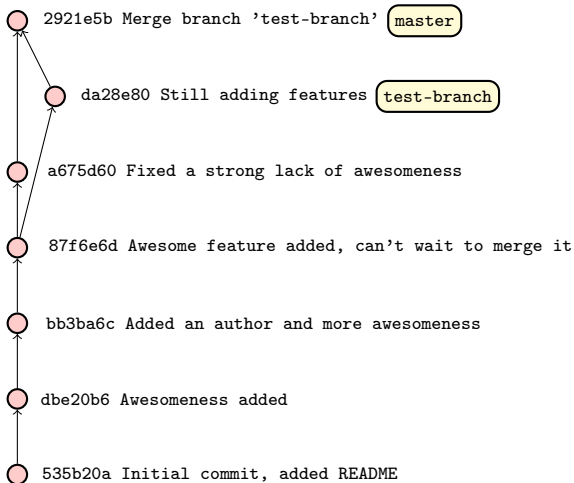 2921e5b Merge branch ’test-branch’ master
da28e80 Still adding features test-branch
a675d60 Fixed a strong lack of awesomeness
87f6e6d Awesome feature added, can’t wait to merge it
bb3ba6c Added an author and more awesomeness
dbe20b6 Awesomeness added
535b20a Initial commit, added README